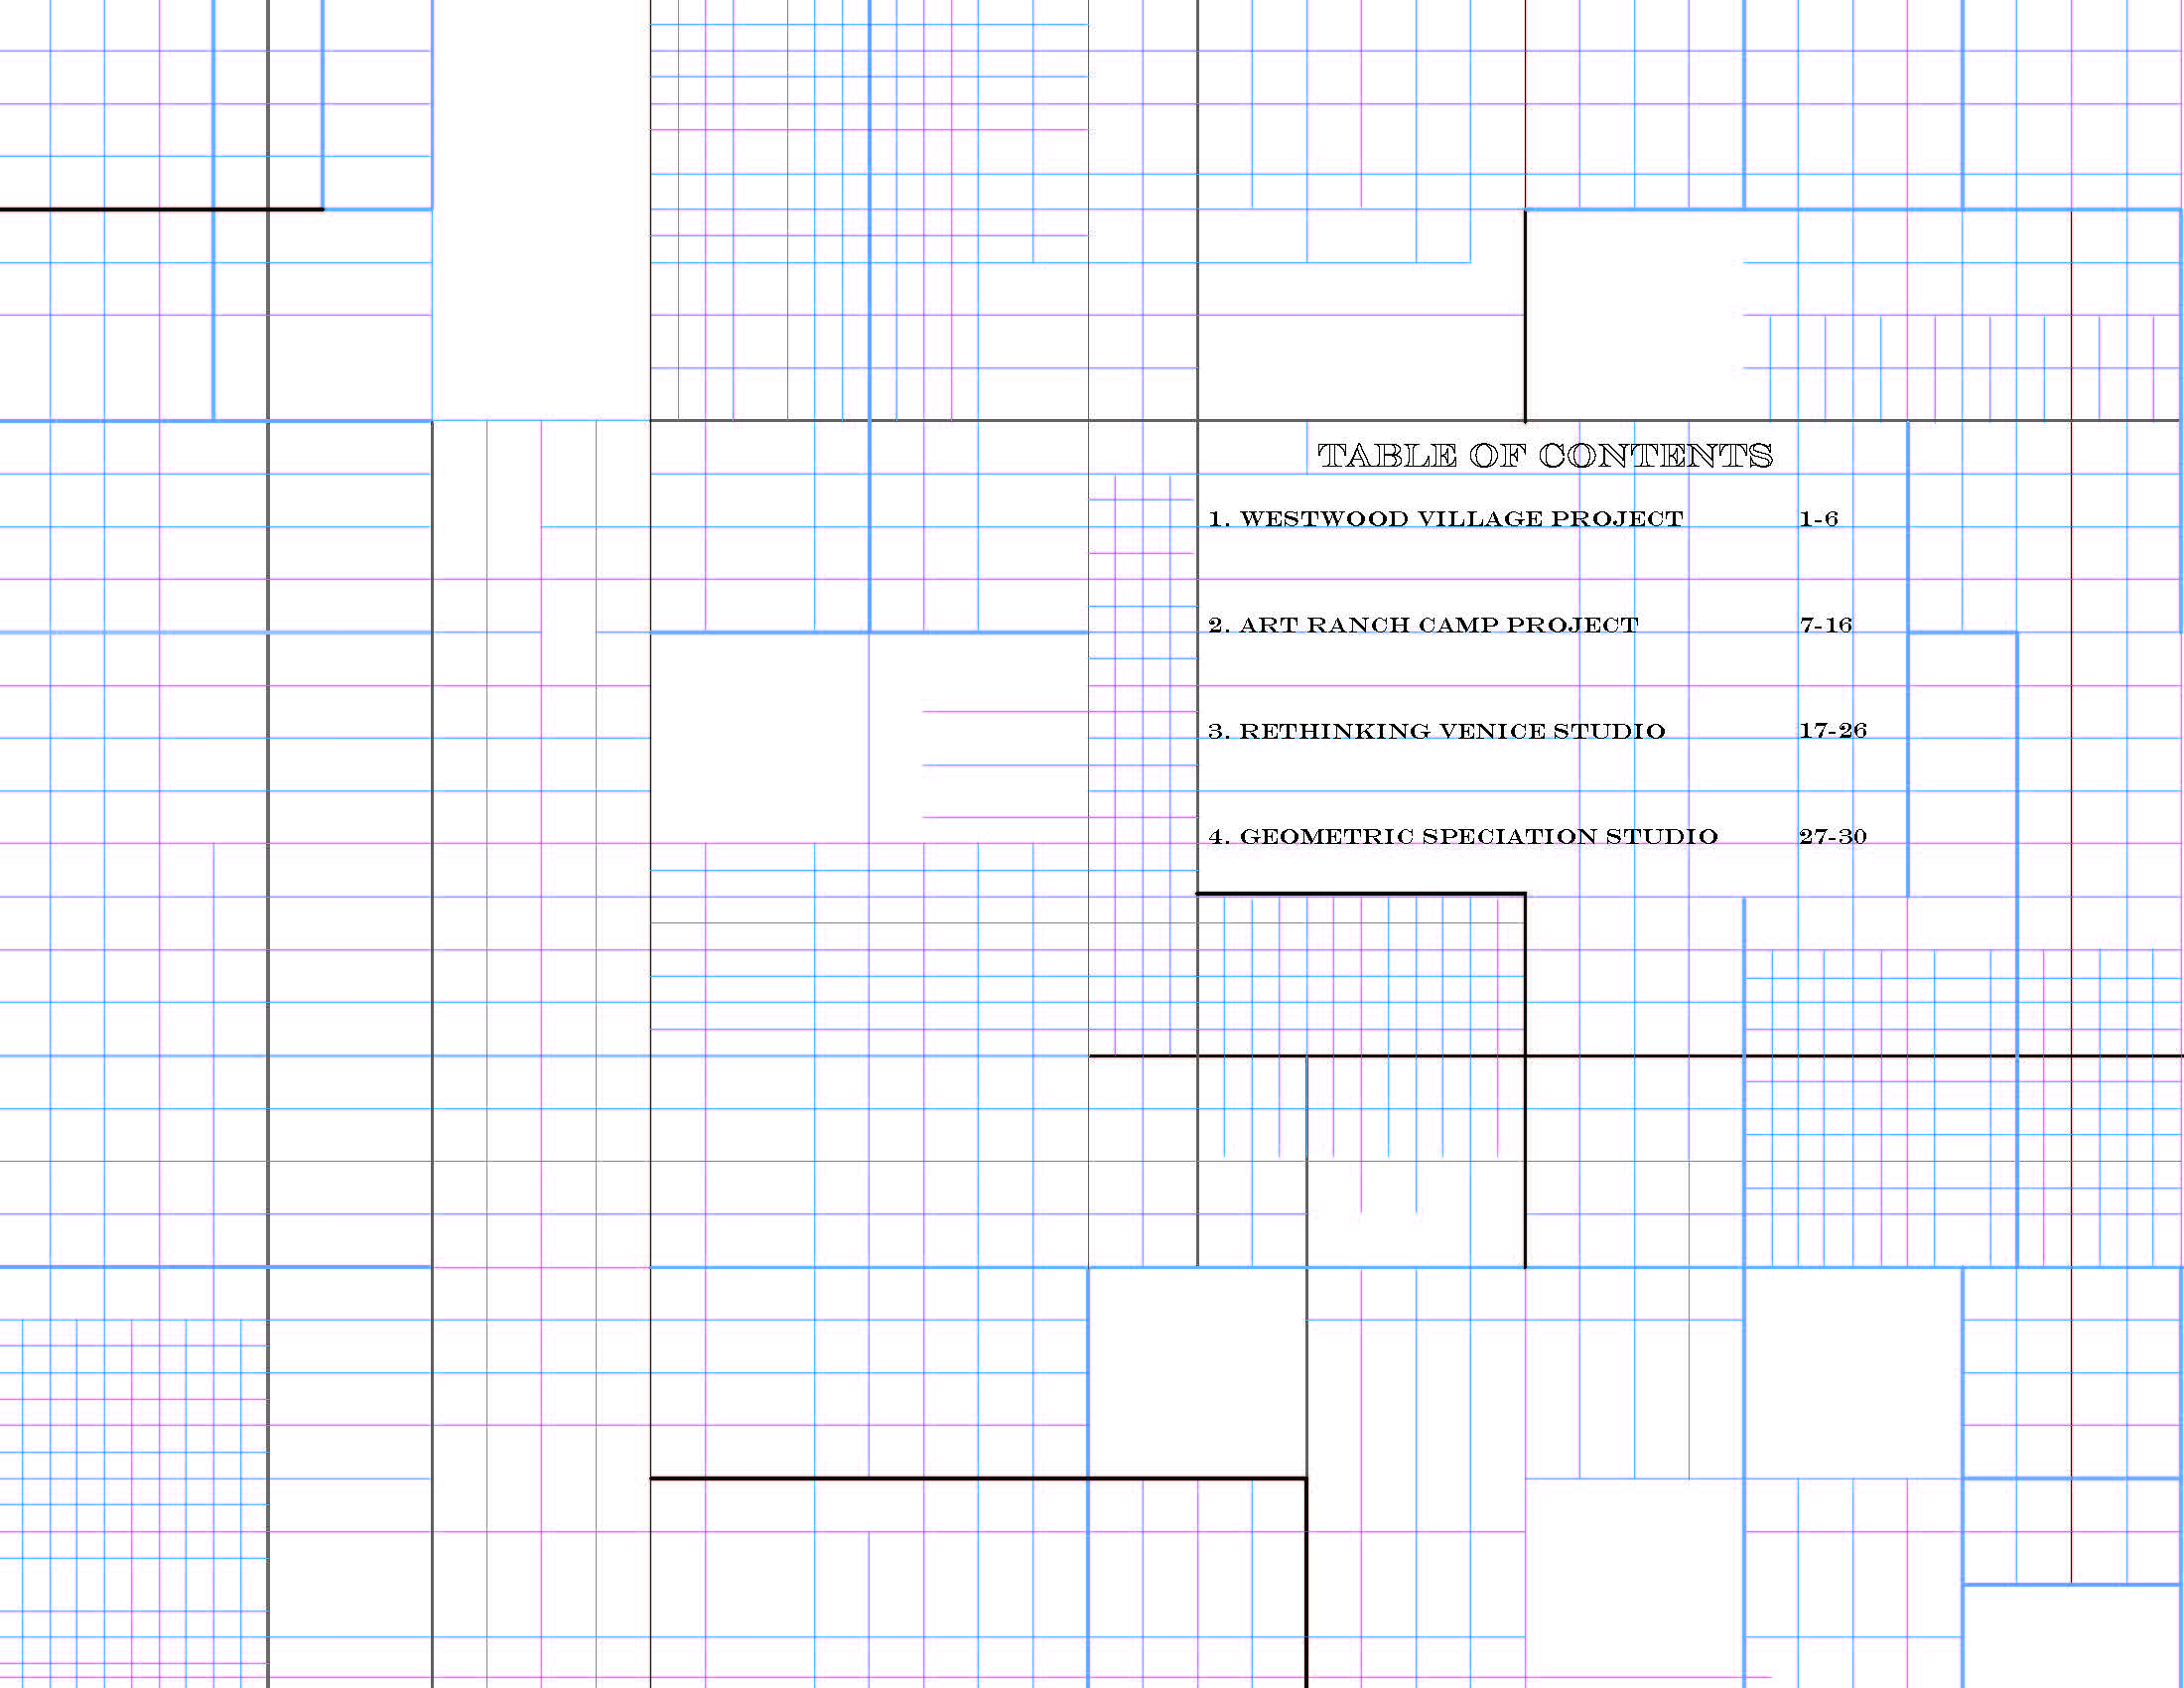 TABLE OF CONTENTS
1. WESTWOOD VILLAGE PROJECT 1-6
2. ART RANCH CAMP PROJECT 7-16
3. RETHINKING VENICE STUDIO 17-26
4. GEOMETRIC SPECIATION STUDIO 27-30